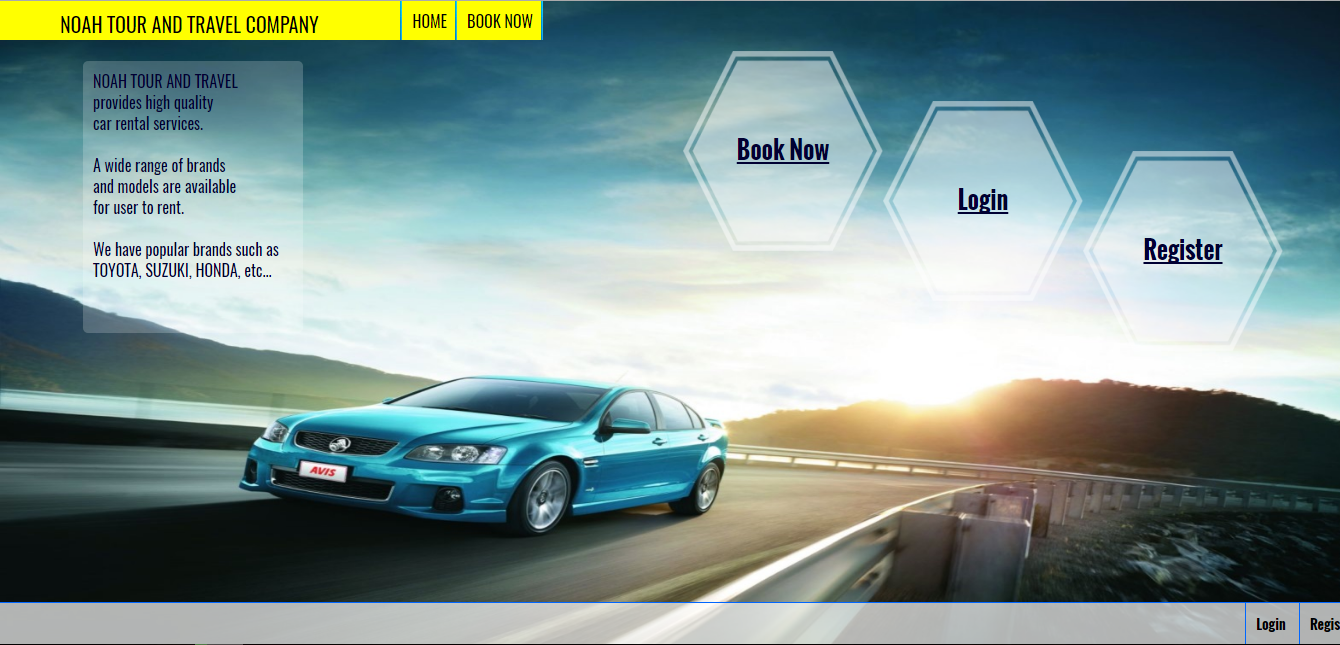 NOAH TOUR AND TRAVEL COMPANY
HOME
BOOK NOW
NOAH TOUR AND TRAVEL
provides high quality
car rental services.
A wide range of brands
and models are available
for user to rent.
We have popular brands such as
TOYOTA, SUZUKI, HONDA, etc...
Book Now
Login
Register
AVIS
Login
Regis